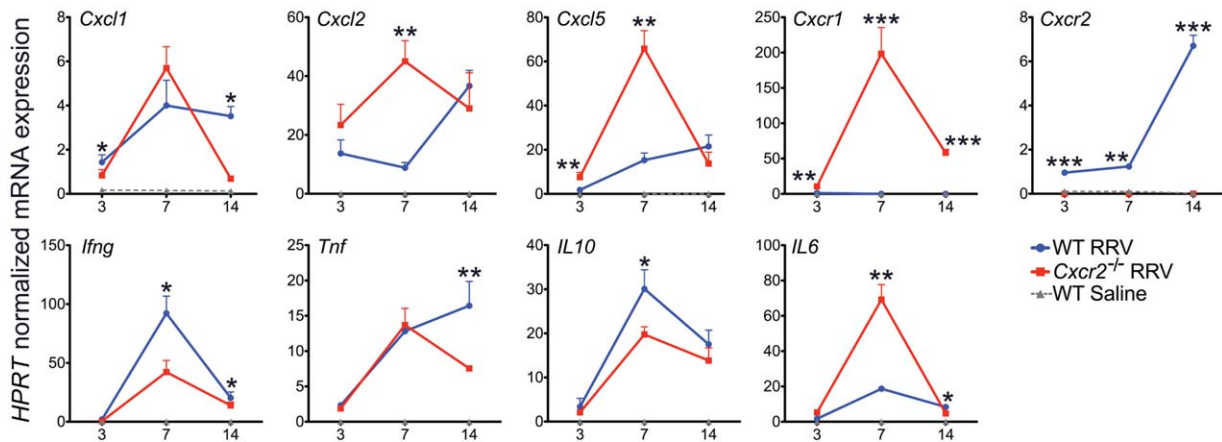 HPRT normalized mRNA expression
Cxcl1
8
6
4
2
0
*
*
3 7 14
Cxcl2
60
40
20
0
**
3 7 14
Cxcl5
80
60
40
20
0
**
**
3 7 14
Cxcr1
250
200
150
100
50
0
**
***
***
3 7 14
Cxcr2
8
6
4
2
0
***
**
***
3 7 14
Ifng
150
100
50
0
*
*
3 7 14
Tnf
25
20
15
10
5
0
**
3 7 14
IL10
40
30
20
10
0
*
3 7 14
IL6
100
80
60
40
20
0
**
*
3 7 14
WT RRV
Cxcr2-/- RRV
WT Saline